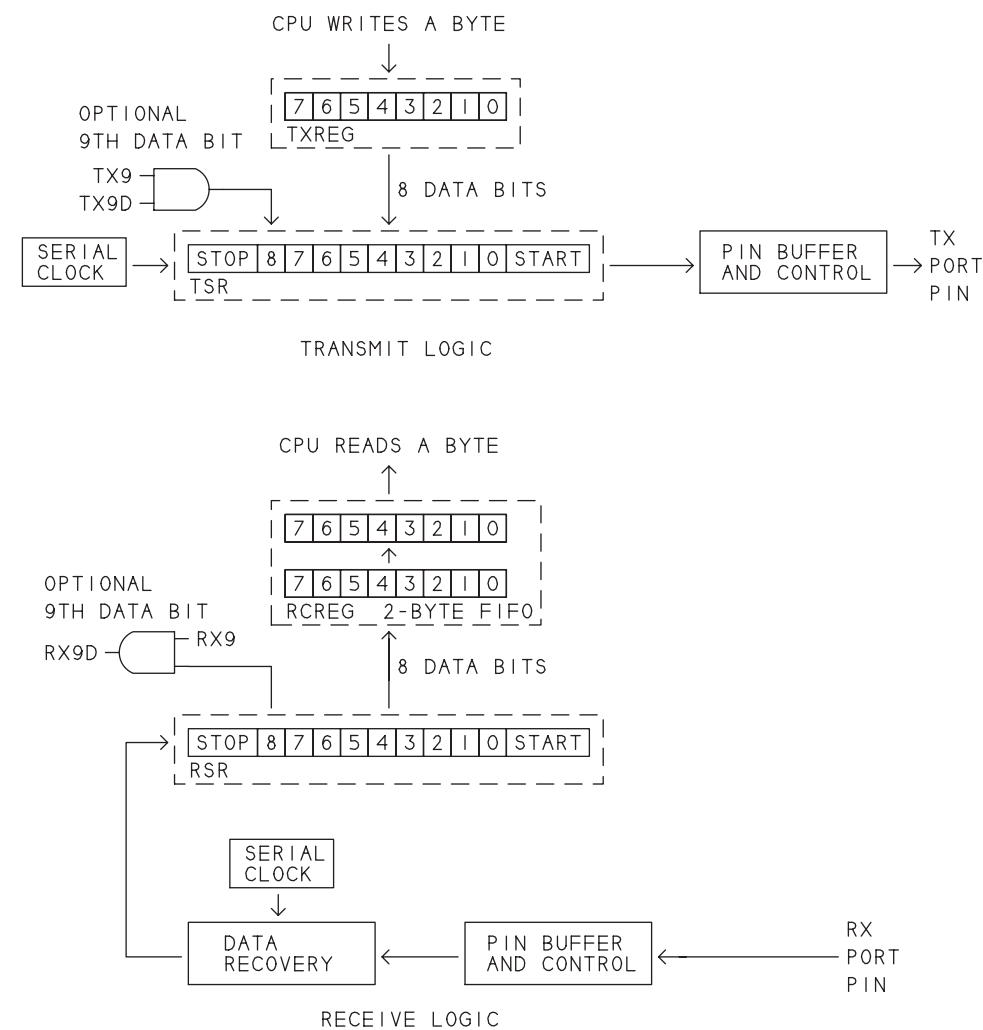 CPU WRITES A BYTE
7 6 5 4 3 2 1 0
TXREG
OPTIONAL
9TH DATA BIT
TX9
TX9D
8 DATA BITS
SERIAL
CLOCK
STOP 8 7 6 5 4 3 2 1 0 START
TSR
PIN BUFFER
AND CONTROL
TX
PORT
PIN
TRANSMIT LOGIC
CPU READS A BYTE
7 6 5 4 3 2 1 0
7 6 5 4 3 2 1 0
RCREG 2-BYTE FIFO
OPTIONAL
9TH DATA BIT
RX9
RX9D
8 DATA BITS
STOP 8 7 6 5 4 3 2 1 0 START
RSR
SERIAL
CLOCK
DATA
RECOVERY
PIN BUFFER
AND CONTROL
RX
PORT
PIN
RECEIVE LOGIC